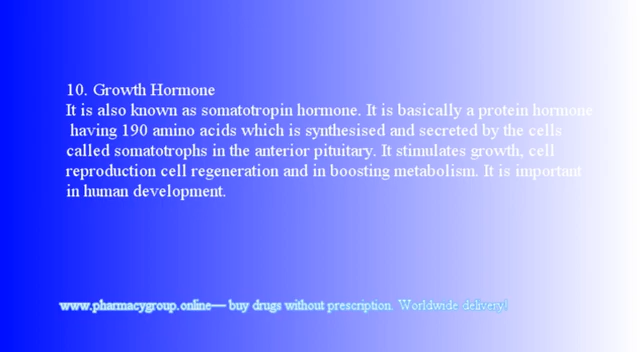 10. Growth Hormone
It is also known as somatotropin hormone. It is basically a protein hormone
having 190 amino acids which is synthesised and secreted by the cells
called somatotrophs in the anterior pituitary. It stimulates growth, cell
reproduction cell regeneration and in boosting metabolism. It is important
in human development.
www.pharmacygroup.online— buy drugs without prescription. Worldwide delivery!